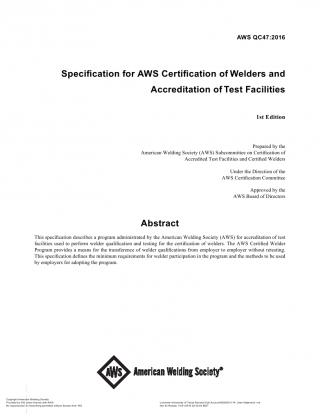 AWS QC47:2016
Specification for AWS Certification of Welders and
Accreditation of Test Facilities
1st Edition
Prepared by the
American Welding Society (AWS) Subcommittee on Certification of
Accredited Test Facilities and Certified Welders
Under the Direction of the
AWS Certification Committee
Approved by the
AWS Board of Directors
Abstract
This specification describes a program administered by the American Welding Society (AWS) for accreditation of test
facilities used to perform welder qualification and testing for the certification of welders. The AWS Certified Welder
Program provides a means for the transference of welder qualifications from employer to employer without retesting.
This specification defines the minimum requirements for welder participation in the program and the methods to be used
by employers for adopting the program.
AWS American Welding Society®
Copyright American Welding Society